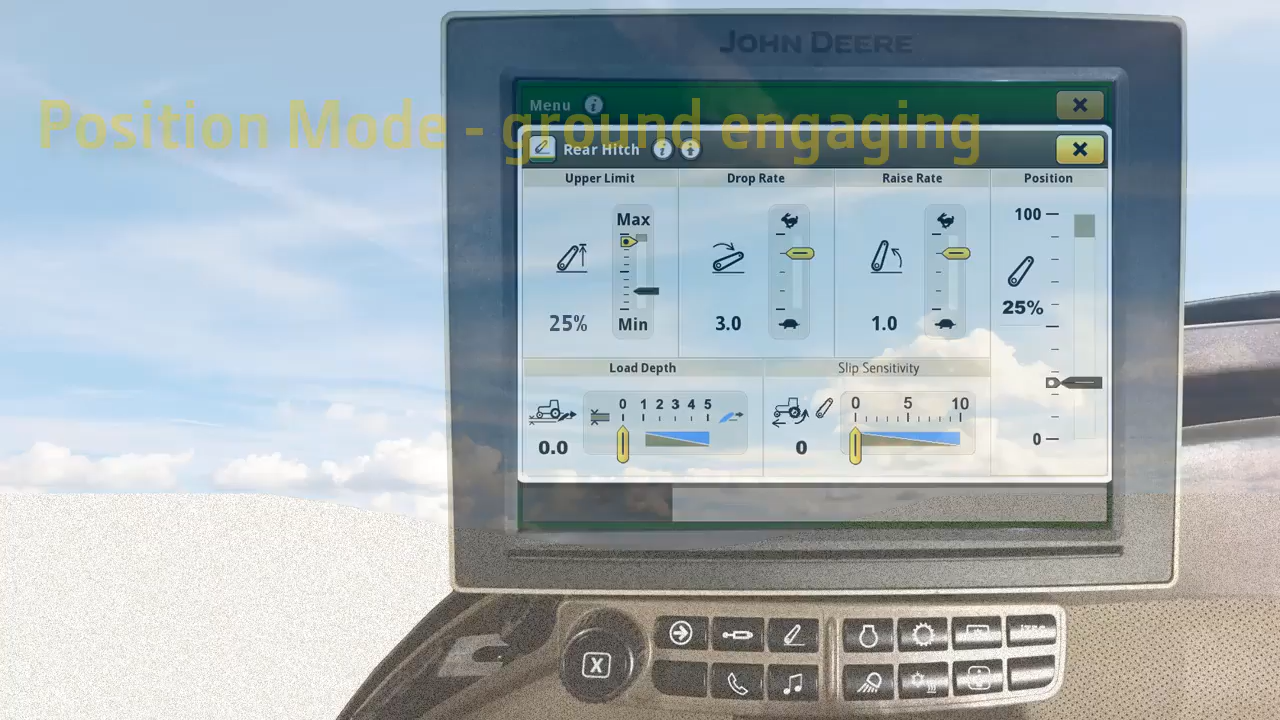 JOHN DEERE
Menu
Position Mode - ground engaging
Rear Hitch
Upper Limit
Drop Rate
Raise Rate
Position
Max
100
25%
Min
3.0
1.0
25%
Load Depth
Slip Sensitivity
0 1 2 3 4 5
0 5 10
0.0
0
0
X